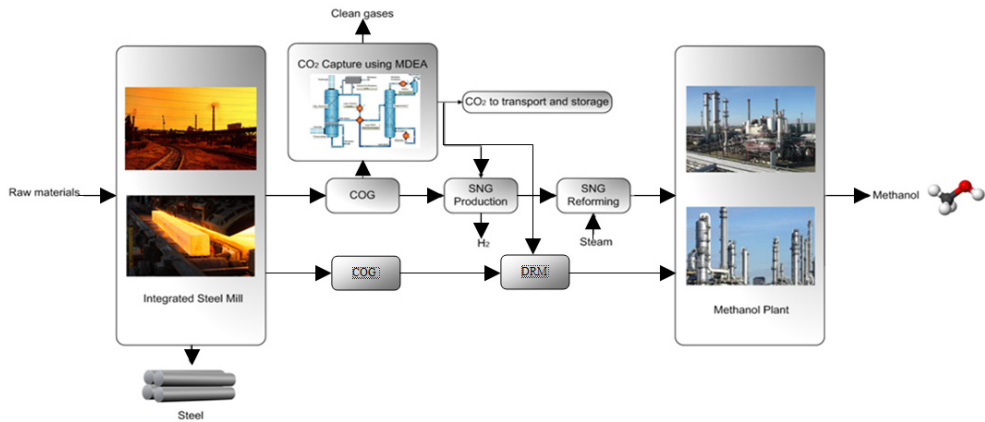 Clean gases
CO₂ Capture using MDEA
CO₂ to transport and storage
Raw materials
COG
SNG
Production
SNG
Reforming
Methanol
H₂
Steam
COG
DRM
Integrated Steel Mill
Methanol Plant
Steel